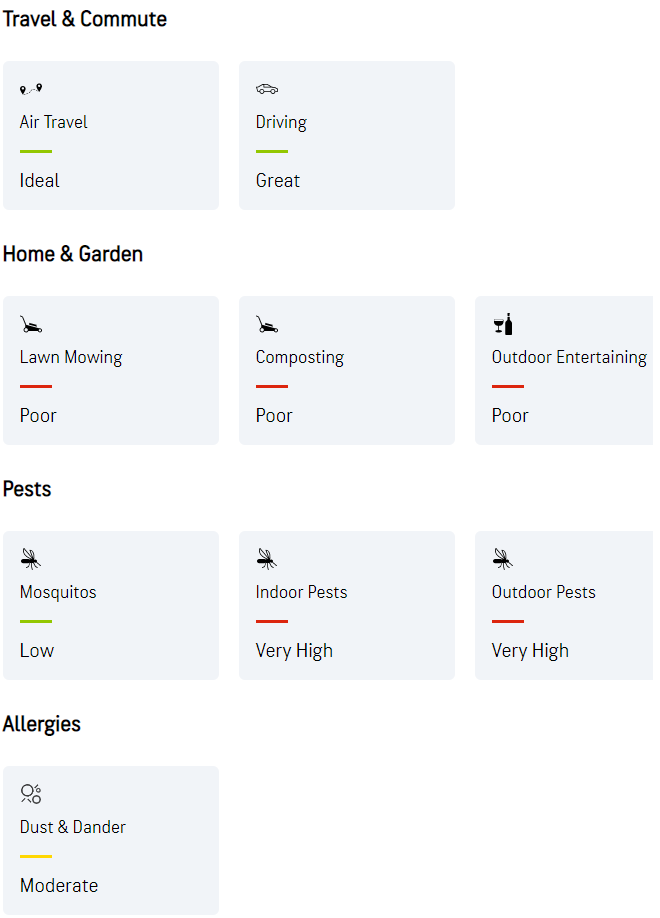 Travel & Commute
Air Travel
Driving
Ideal
Great
Home & Garden
Lawn Mowing
Composting
Outdoor Entertaining
Poor
Poor
Poor
Pests
Mosquitos
Indoor Pests
Outdoor Pests
Low
Very High
Very High
Allergies
Dust & Dander
Moderate